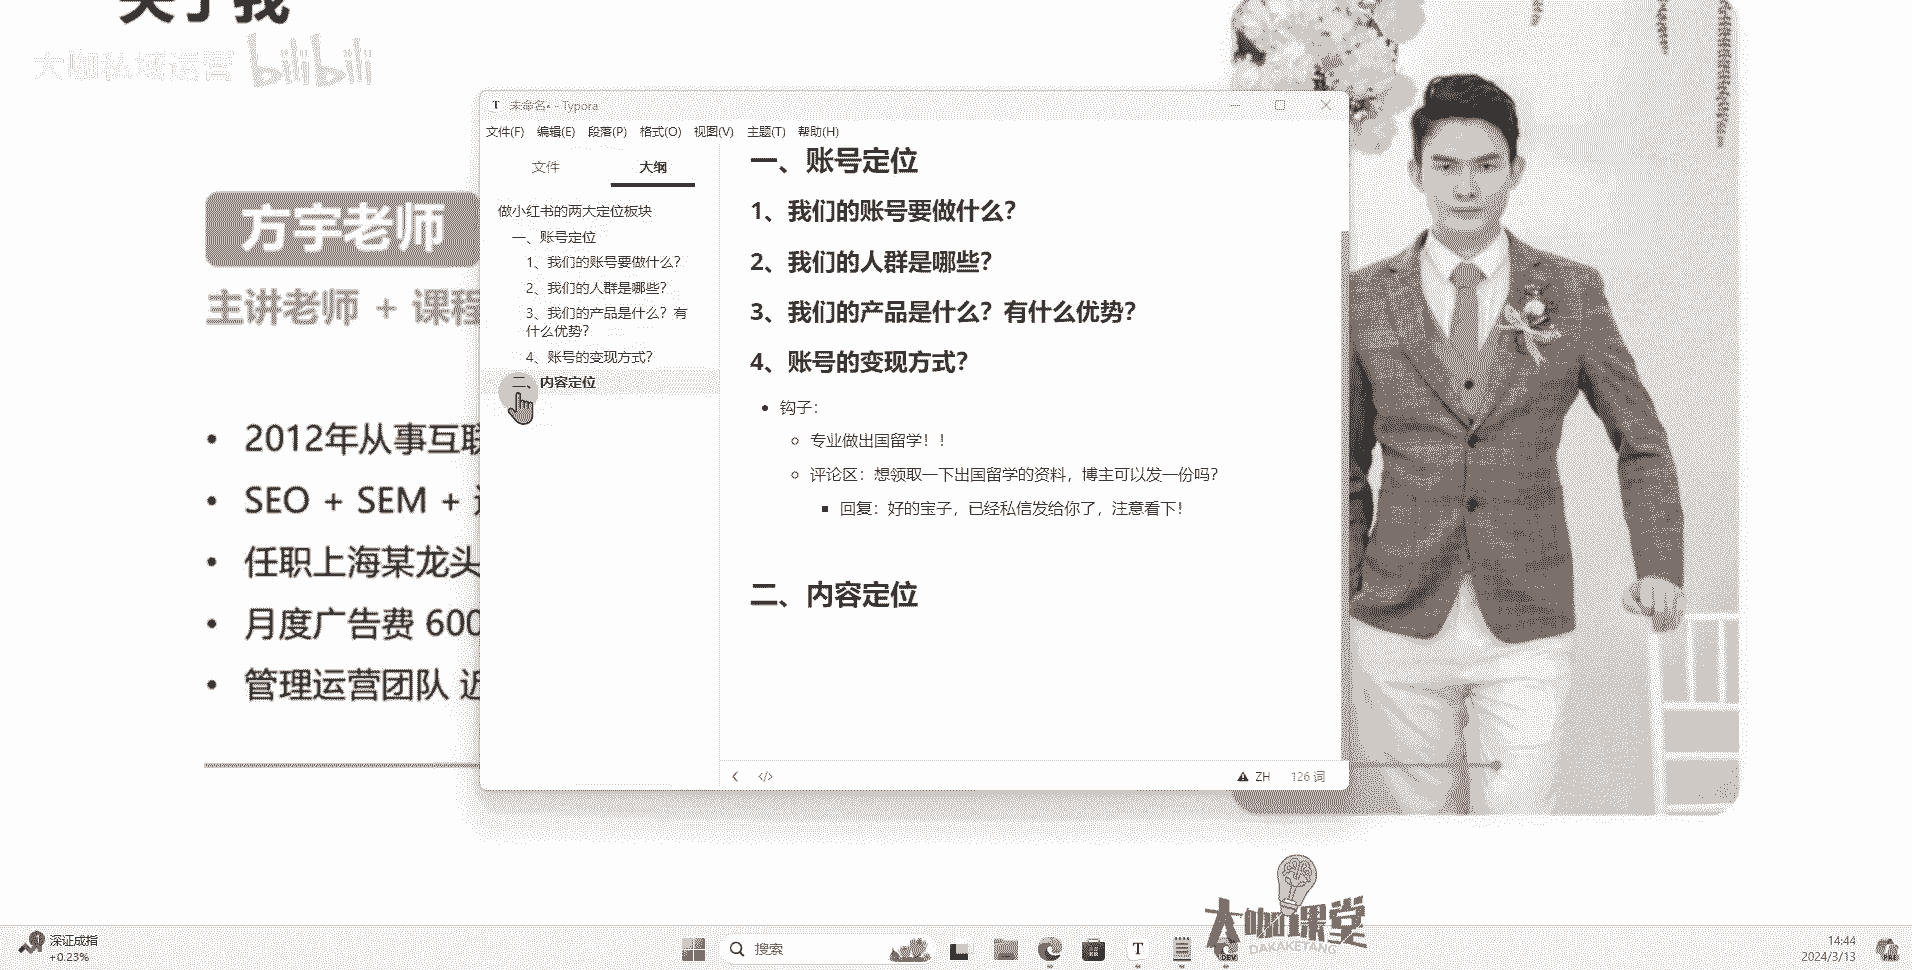 关于我
大咖私域运营 bilibili
方宇老师
主讲老师 + 课程
2012年从事互联
SEO + SEM +
任职上海某龙头
月度广告费 600
管理运营团队 近
T 未命名• - Typora
文件(F) 编辑(E) 段落(P) 格式(O) 视图(V) 主题(T) 帮助(H)
文件 大纲
做小红书的两大定位板块
一、账号定位
1、我们的账号要做什么？
2、我们的人群是哪些？
3、我们的产品是什么？有
什么优势？
4、账号的变现方式？
二、内容定位
一、账号定位
1、我们的账号要做什么？
2、我们的人群是哪些？
3、我们的产品是什么？有什么优势？
4、账号的变现方式？
钩子：
专业做出国留学！！
评论区：想领取一下出国留学的资料，博主可以发一份吗？
回复：好的宝子，已经私信发给你了，注意看下！
二、内容定位
ZH 126 词
大咖课堂
DAKAKETANG
深证成指
+0.23%
搜索
T
DEV
14:44
2024/3/13
PRE